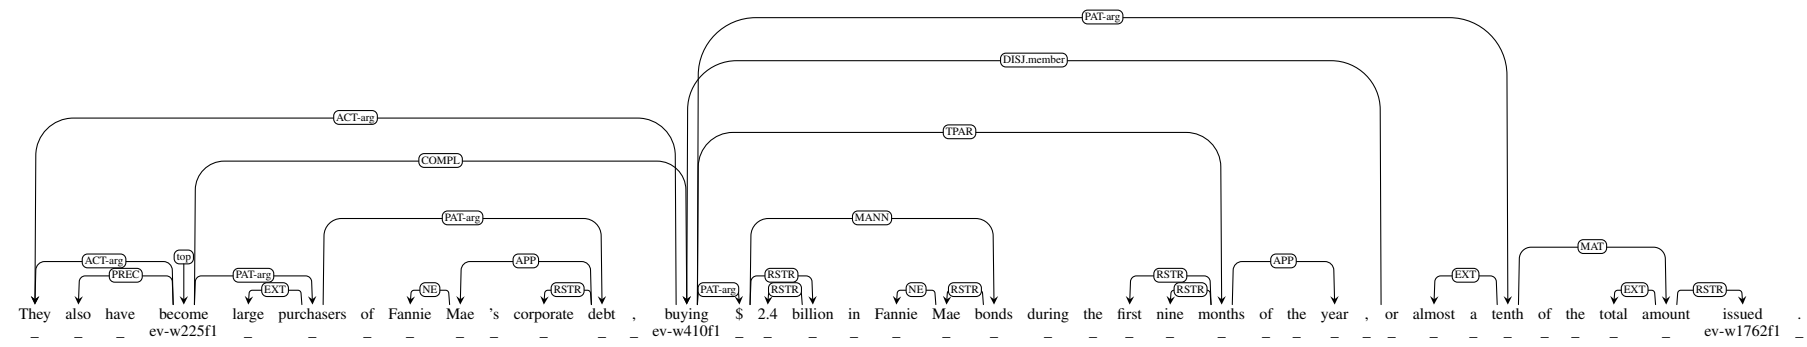 PAT-arg
DISJ.member
ACT-arg
TPAR
COMPL
PAT-arg MANN
MAT
top
ACT-arg APP APP
PREC PAT-arg RSTR RSTR EXT
EXT NE RSTR PAT-arg RSTR NE RSTR RSTR EXT RSTR
They also have become large purchasers of Fannie Mae 's corporate debt , buying $ 2.4 billion in Fannie Mae bonds during the first nine months of the year , or almost a tenth of the total amount issued .
_ _ _ ev-w225f1 _ _ _ _ _ _ _ _ _ ev-w410f1 _ _ _ _ _ _ _ _ _ _ _ _ _ _ _ _ _ _ _ _ _ _ _ _ ev-w1762f1 _